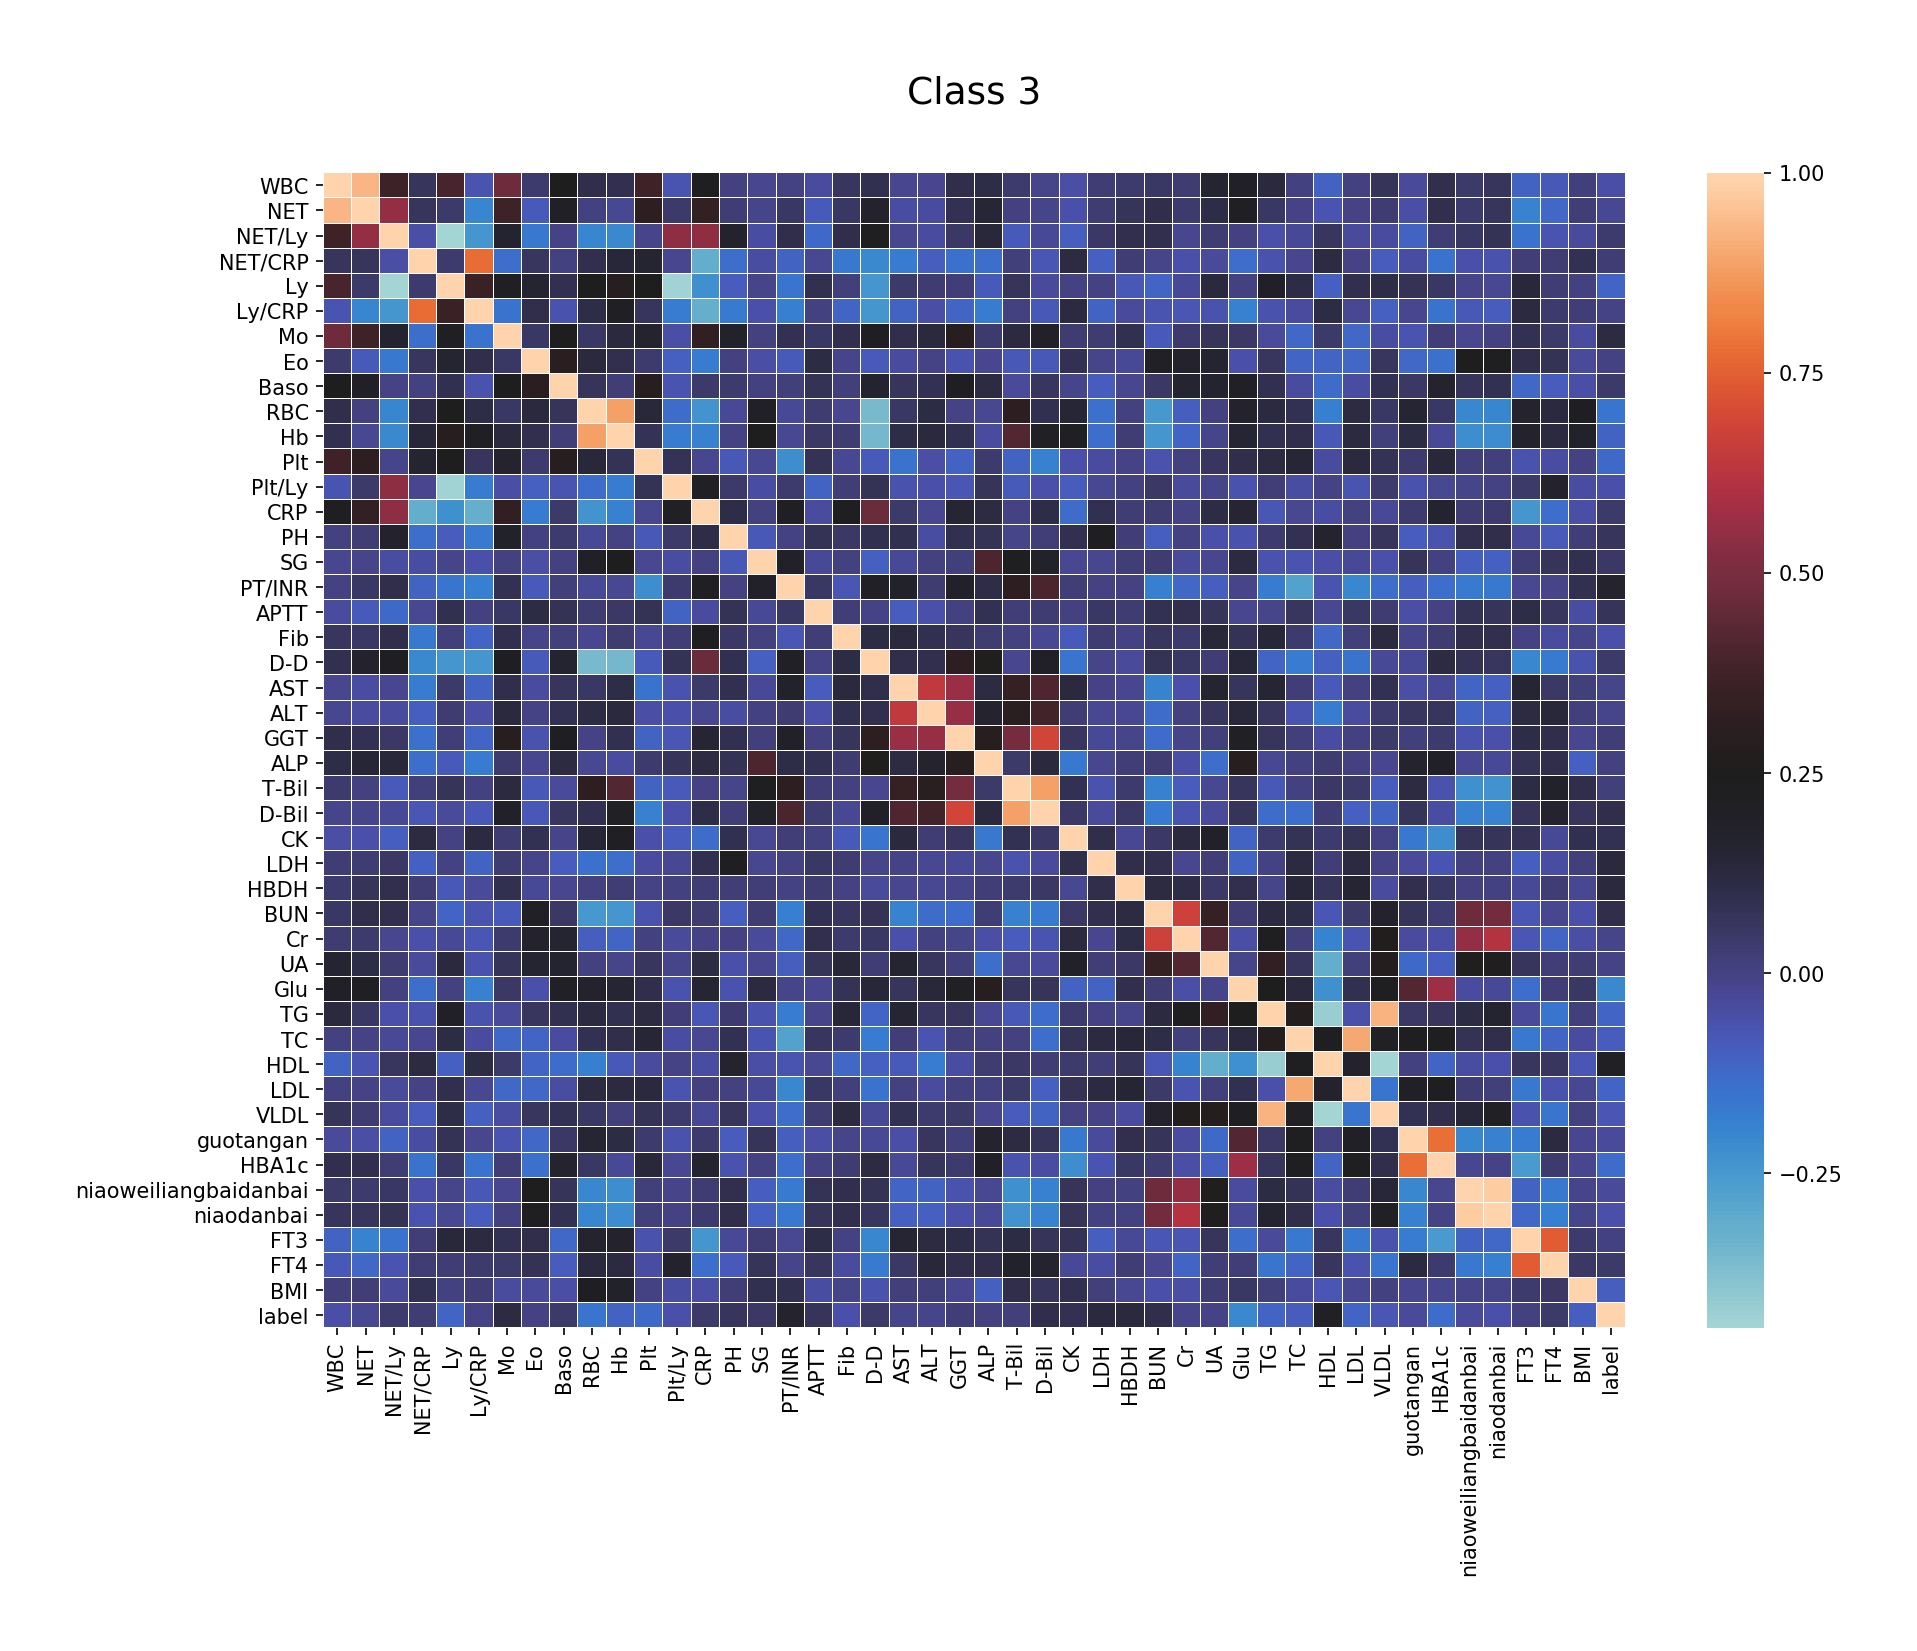 Class 3
WBC
NET
NET/Ly
NET/CRP
Ly
Ly/CRP
Mo
Eo
Baso
RBC
Hb
Plt
Plt/Ly
CRP
PH
SG
PT/INR
APTT
Fib
D-D
AST
ALT
GGT
ALP
T-Bil
D-Bil
CK
LDH
HBDH
BUN
Cr
UA
Glu
TG
TC
HDL
LDL
VLDL
guotangan
HBA1c
niaoweiliangbaidanbai
niaodanbai
FT3
FT4
BMI
label
WBC
NET
NET/Ly
NET/CRP
Ly
Ly/CRP
Mo
Eo
Baso
RBC
Hb
Plt
Plt/Ly
CRP
PH
SG
PT/INR
APTT
Fib
D-D
AST
ALT
GGT
ALP
T-Bil
D-Bil
CK
LDH
HBDH
BUN
Cr
UA
Glu
TG
TC
HDL
LDL
VLDL
guotangan
HBA1c
niaoweiliangbaidanbai
niaodanbai
FT3
FT4
BMI
label
1.00
0.75
0.50
0.25
0.00
−0.25